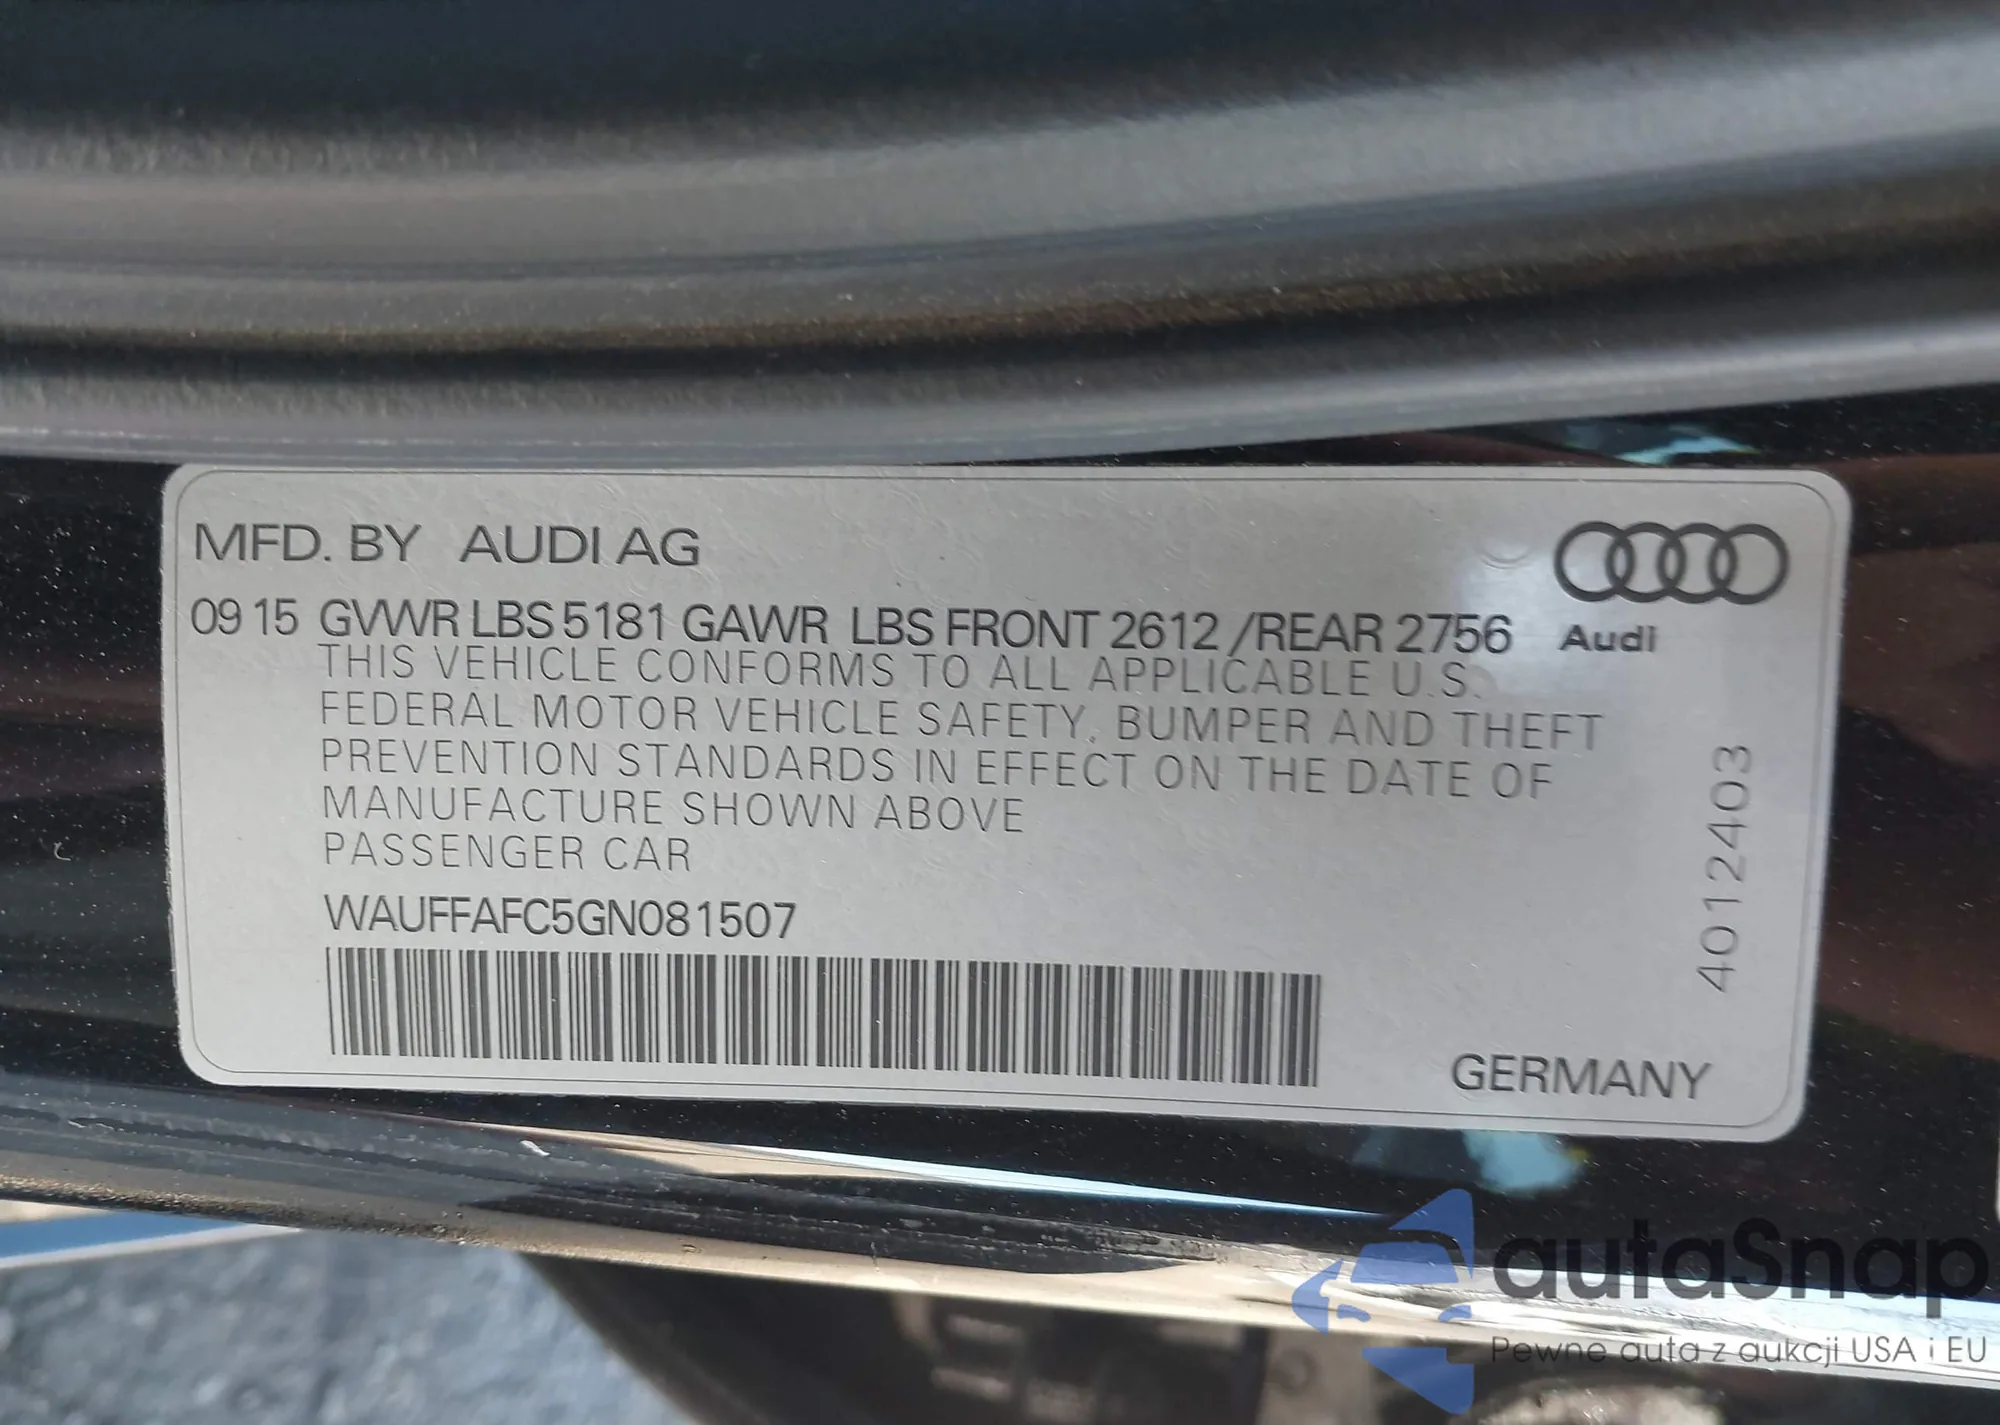 MFD. BY AUDI AG
09 15 GVWR LBS 5181 GAWR LBS FRONT 2612 /REAR 2756
Audi
THIS VEHICLE CONFORMS TO ALL APPLICABLE U.S.
FEDERAL MOTOR VEHICLE SAFETY, BUMPER AND THEFT
PREVENTION STANDARDS IN EFFECT ON THE DATE OF
MANUFACTURE SHOWN ABOVE
PASSENGER CAR
WAUFFAFC5GN081507
4012403
GERMANY
autaSnap
Pewne auta z aukcji USA i EU